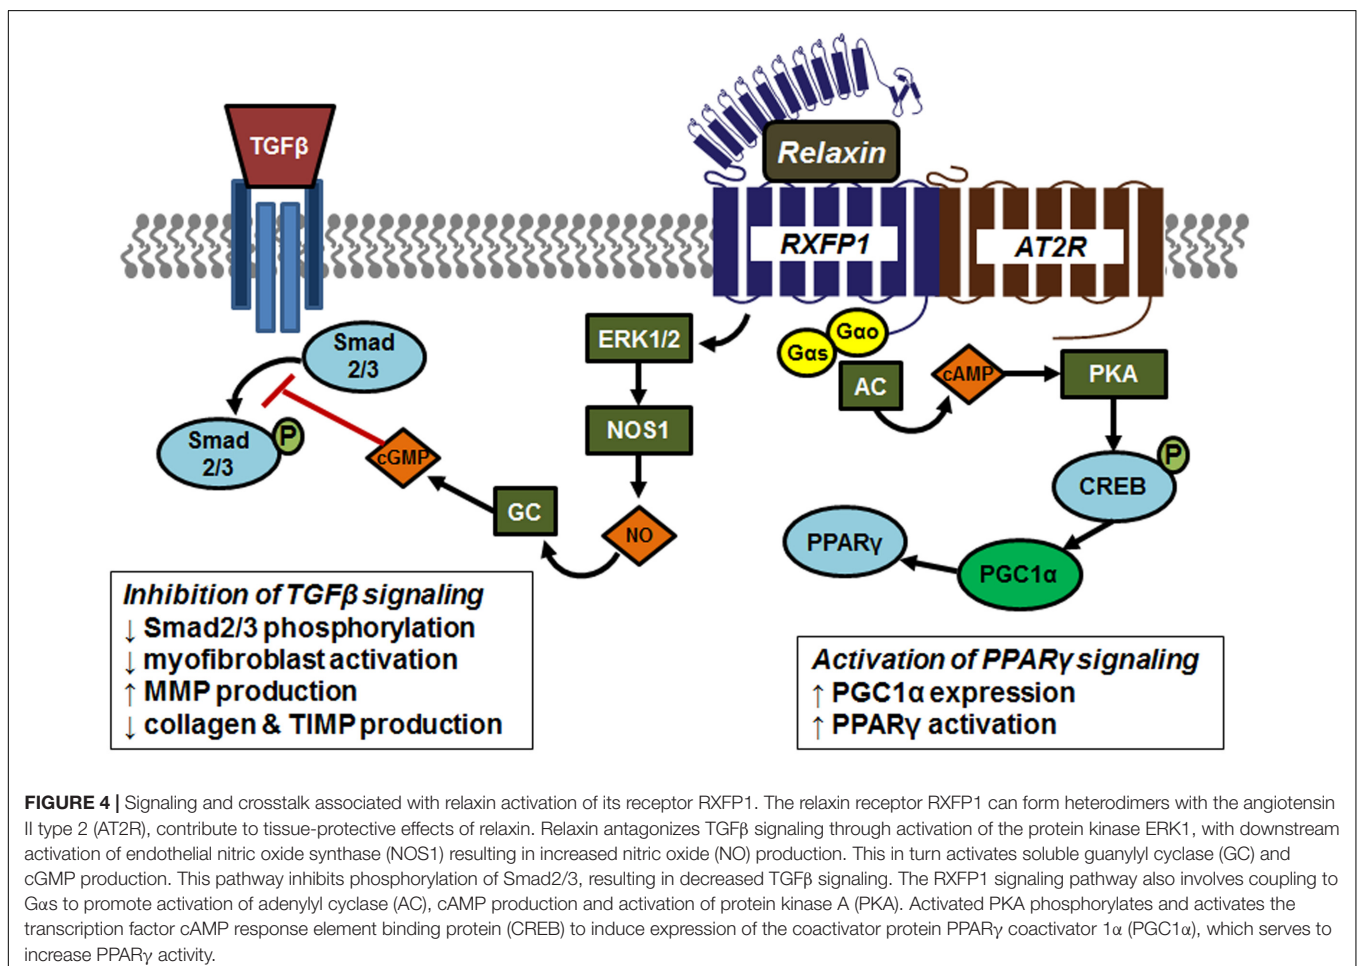 TGFβ
Relaxin
RXFP1
AT2R
Smad
2/3
ERK1/2
Gαs
Gαo
AC
cAMP
PKA
Smad
2/3
P
cGMP
GC
NOS1
NO
P
CREB
PPARγ
PGC1α
Inhibition of TGFβ signaling
↓ Smad2/3 phosphorylation
↓ myofibroblast activation
↑ MMP production
↓ collagen & TIMP production
Activation of PPARγ signaling
↑ PGC1α expression
↑ PPARγ activation
FIGURE 4 | Signaling and crosstalk associated with relaxin activation of its receptor RXFP1. The relaxin receptor RXFP1 can form heterodimers with the angiotensin
II type 2 (AT2R), contribute to tissue-protective effects of relaxin. Relaxin antagonizes TGFβ signaling through activation of the protein kinase ERK1, with downstream
activation of endothelial nitric oxide synthase (NOS1) resulting in increased nitric oxide (NO) production. This in turn activates soluble guanylyl cyclase (GC) and
cGMP production. This pathway inhibits phosphorylation of Smad2/3, resulting in decreased TGFβ signaling. The RXFP1 signaling pathway also involves coupling to
Gαs to promote activation of adenylyl cyclase (AC), cAMP production and activation of protein kinase A (PKA). Activated PKA phosphorylates and activates the
transcription factor cAMP response element binding protein (CREB) to induce expression of the coactivator protein PPARγ coactivator 1α (PGC1α), which serves to
increase PPARγ activity.